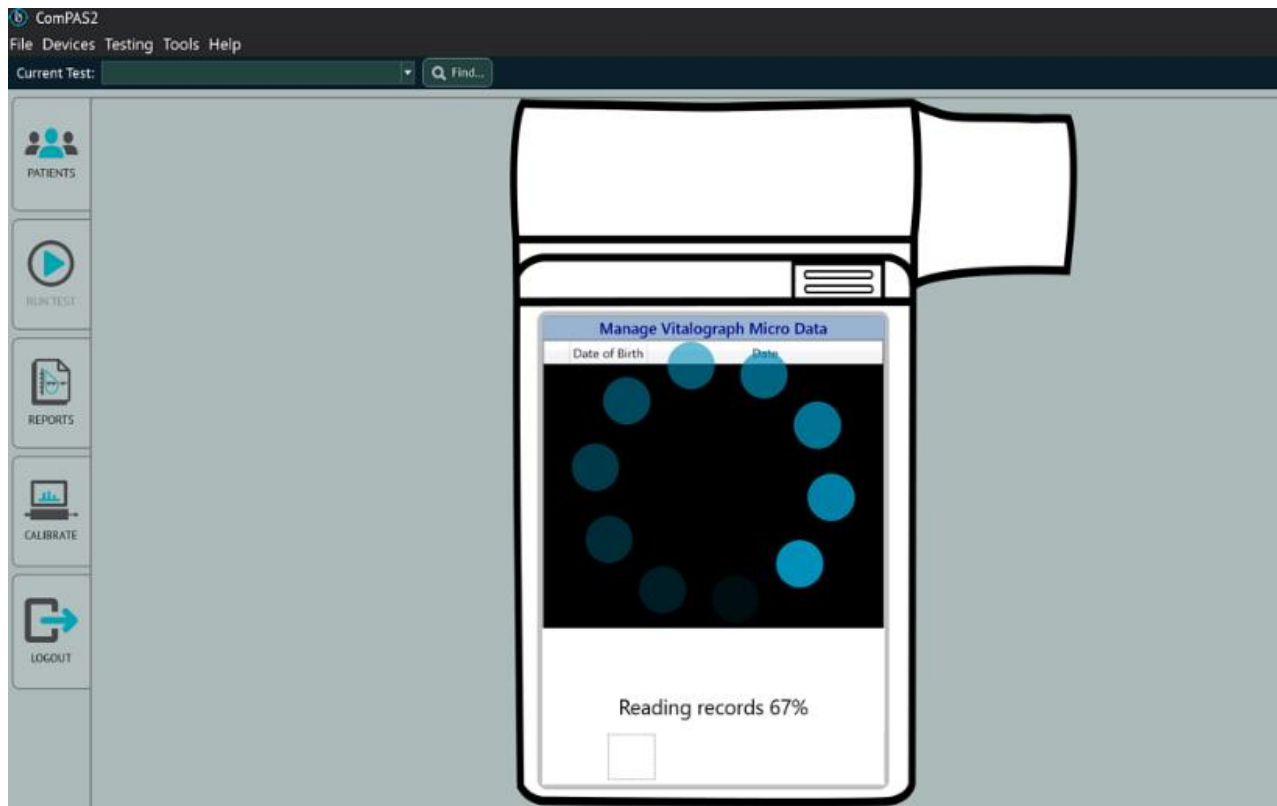 ComPAS2
File Devices Testing Tools Help
Current Test:
Find...
PATIENTS
RUN TEST
REPORTS
CALIBRATE
LOGOUT
Manage Vitalograph Micro Data
Date of Birth Date
Reading records 67%